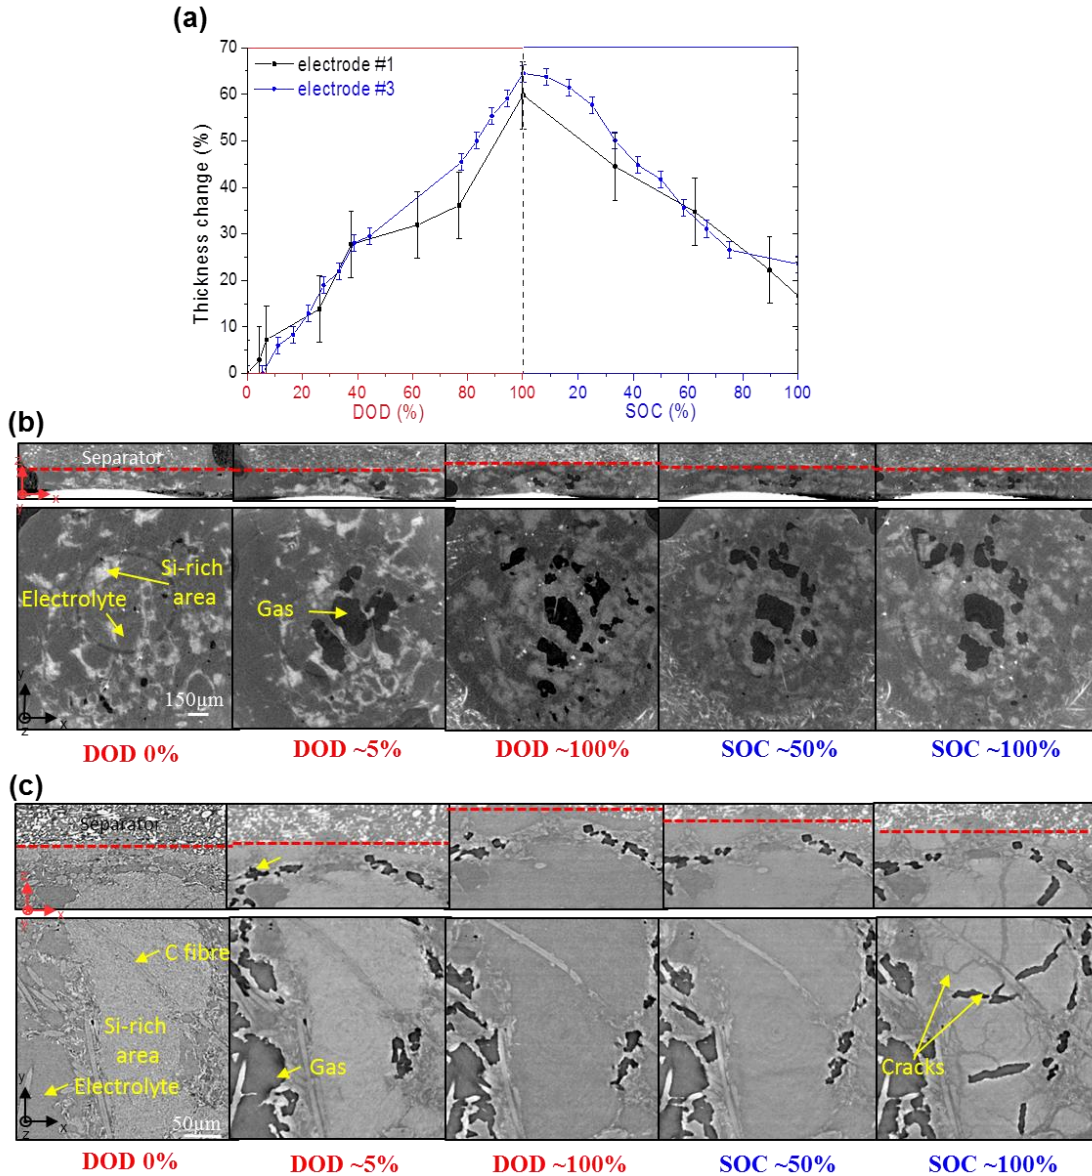 (a)
70
60
50
40
30
20
10
0
Thickness change (%)
electrode #1
electrode #3
0 20 40 60 80 100 20 40 60 80 100
DOD (%) SOC (%)
(b)
Separator
z
x
y
Si-rich
area
Electrolyte
Gas
y
150µm
z x
DOD 0% DOD ~5% DOD ~100% SOC ~50% SOC ~100%
(c)
Separator
z
y x
C fibre
Si-rich
area
Electrolyte
Gas
Cracks
y
50µm
z x
DOD 0% DOD ~5% DOD ~100% SOC ~50% SOC ~100%